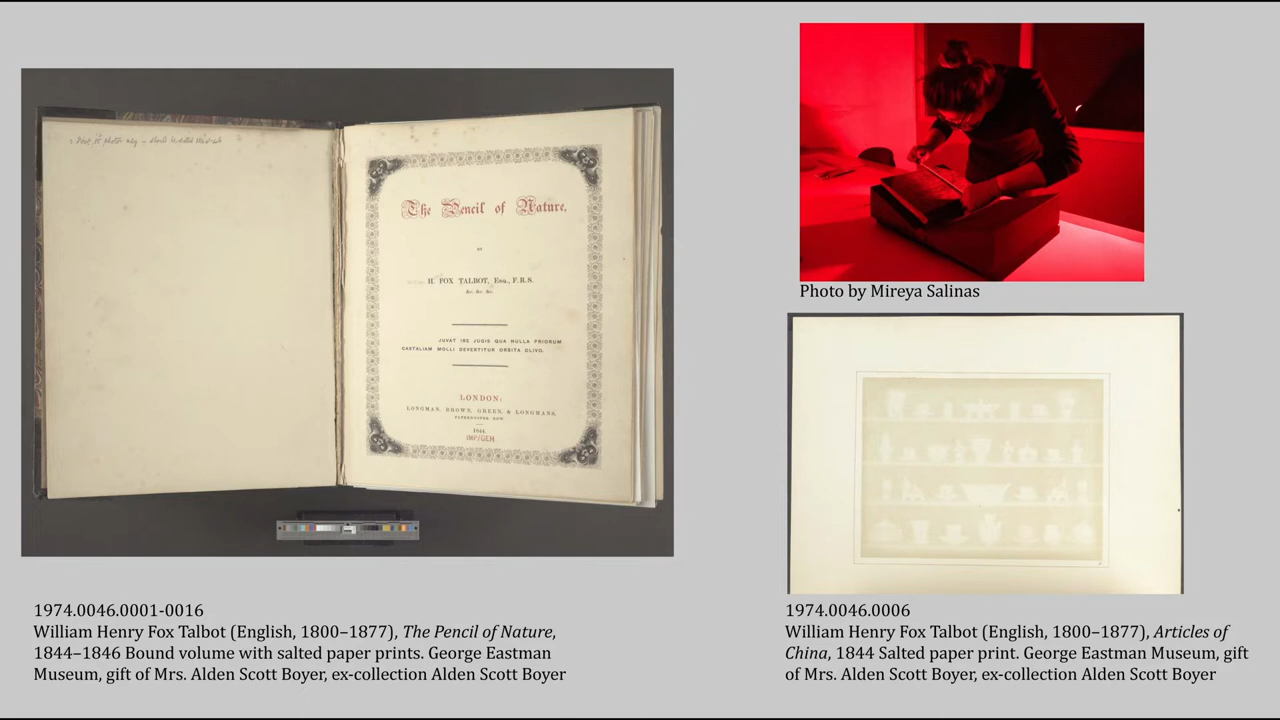 The Pencil of Nature,
BY
H. FOX TALBOT, Esq., F.R.S.
&c. &c. &c.
JUVAT IRE JUGIS QUA NULLA PRIORUM
CASTALIAM MOLLI DEVERTITUR ORBITA CLIVO.
LONDON:
LONGMAN, BROWN, GREEN, & LONGMANS,
PATERNOSTER ROW
1844.
IMP/GEH
1974.0046.0001-0016
William Henry Fox Talbot (English, 1800–1877), The Pencil of Nature,
1844–1846 Bound volume with salted paper prints. George Eastman
Museum, gift of Mrs. Alden Scott Boyer, ex-collection Alden Scott Boyer
Photo by Mireya Salinas
1974.0046.0006
William Henry Fox Talbot (English, 1800–1877), Articles of
China, 1844 Salted paper print. George Eastman Museum, gift
of Mrs. Alden Scott Boyer, ex-collection Alden Scott Boyer